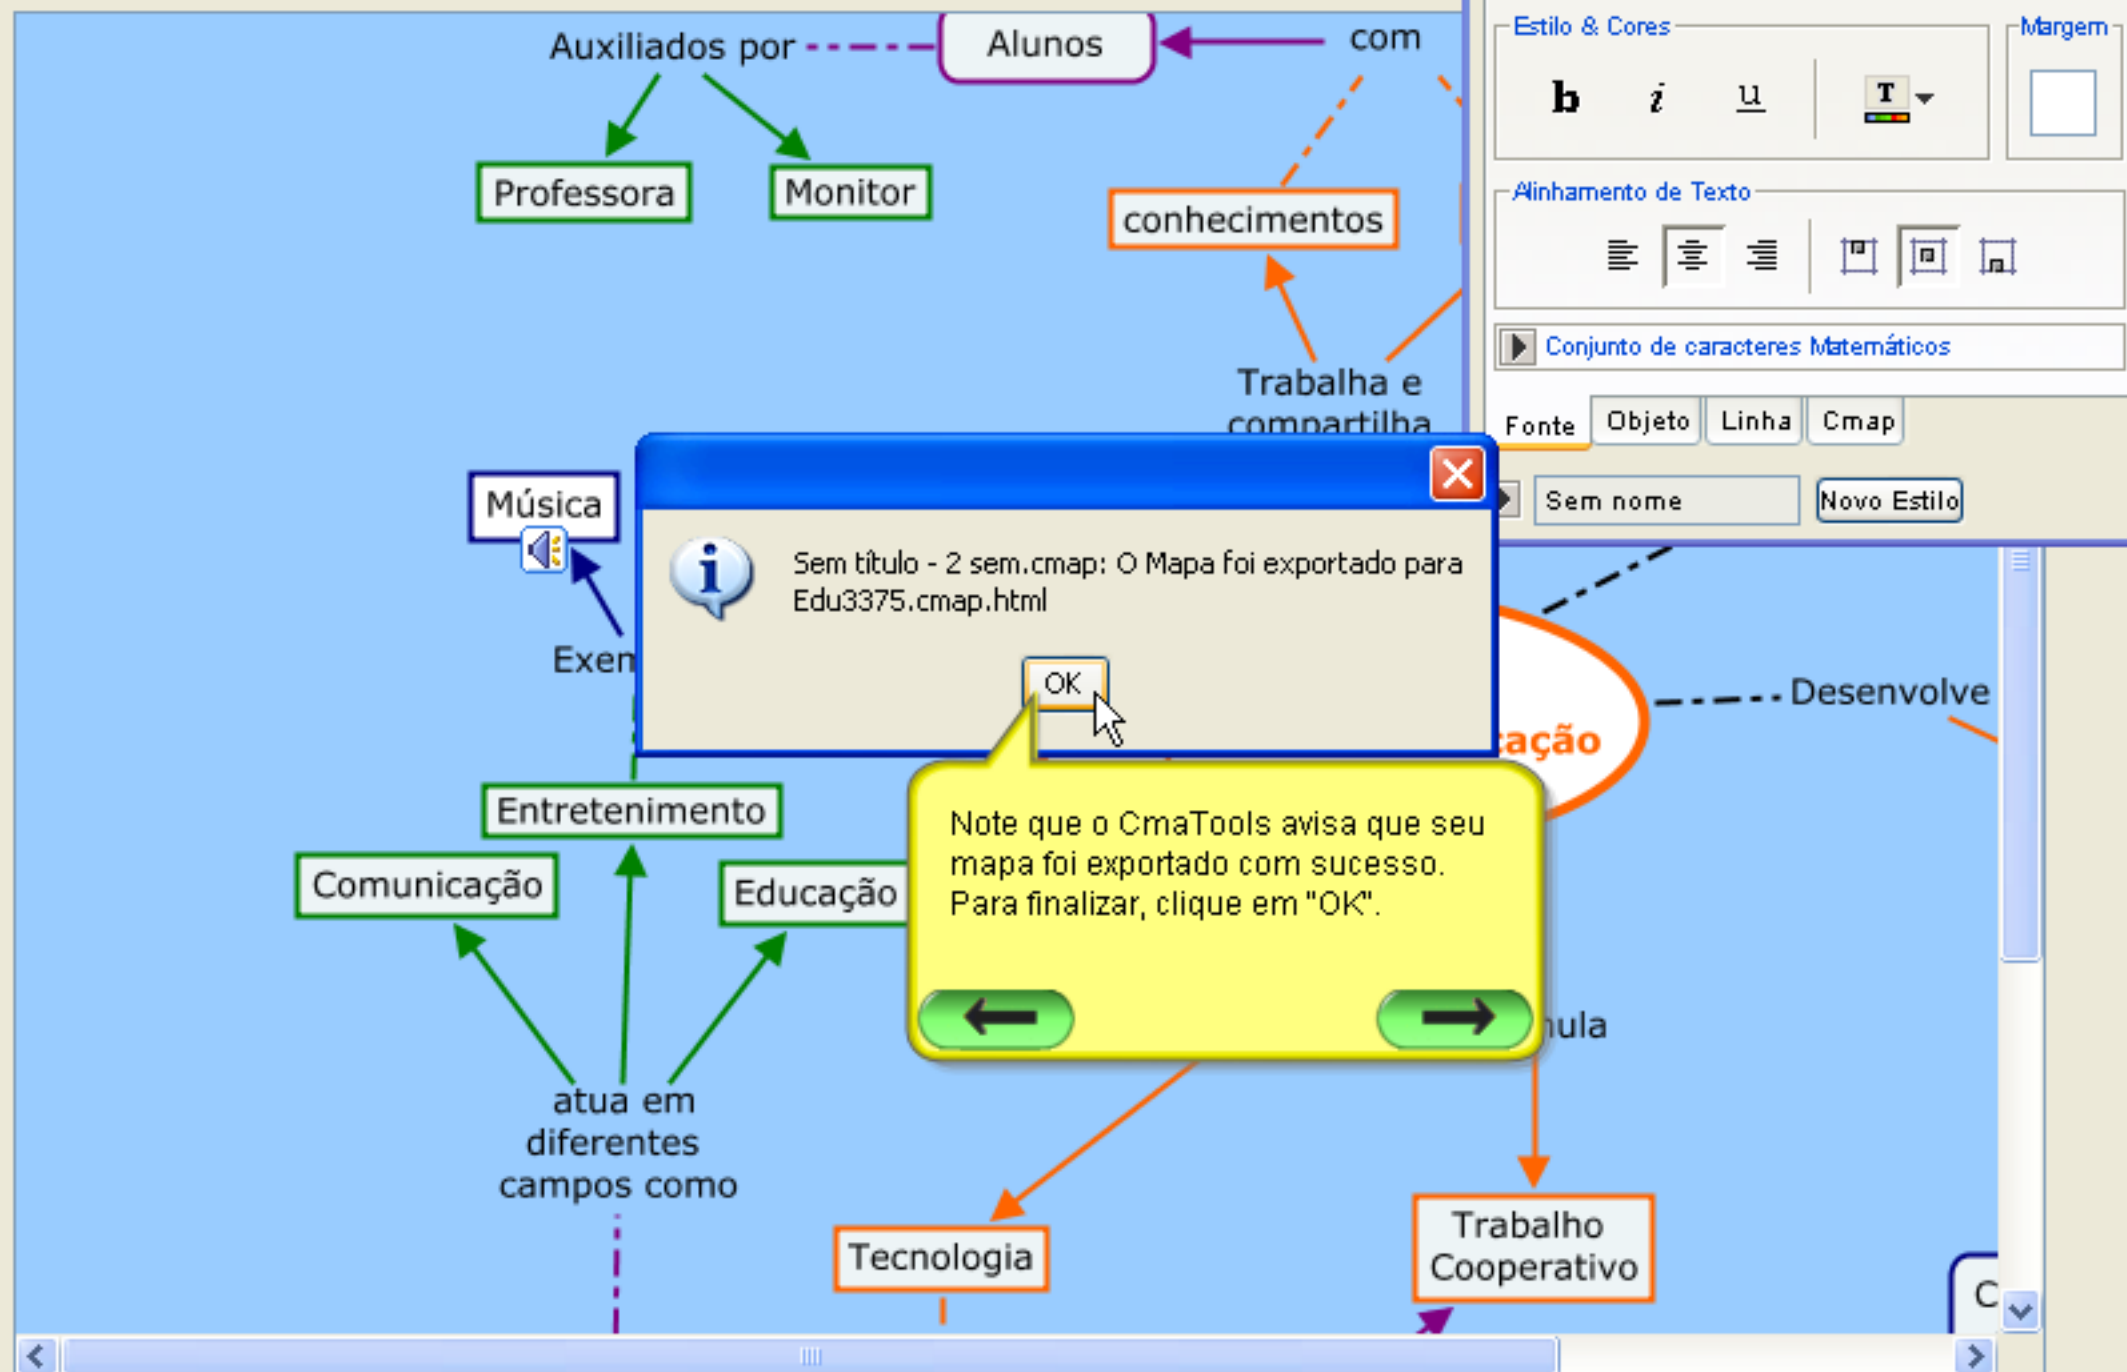 Auxiliados por
Alunos
com
Professora
Monitor
conhecimentos
Trabalha e
compartilha
Estilo & Cores
Margem
b i u T
Alinhamento de Texto
Conjunto de caracteres Matemáticos
Fonte
Objeto
Linha
Cmap
Sem nome
Novo Estilo
Música
Sem título - 2 sem.cmap: O Mapa foi exportado para
Edu3375.cmap.html
OK
Desenvolve
Entretenimento
Comunicação
Educação
Note que o CmaTools avisa que seu
mapa foi exportado com sucesso.
Para finalizar, clique em "OK".
atua em
diferentes
campos como
Tecnologia
Trabalho
Cooperativo